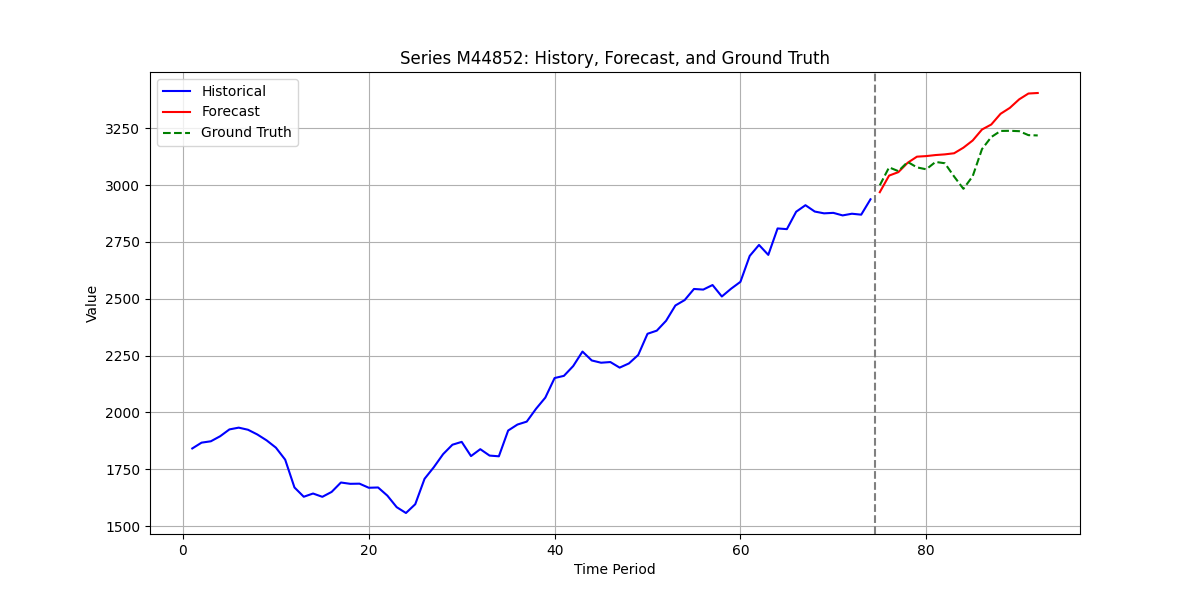 Series M44852: History, Forecast, and Ground Truth
Historical
Forecast
Ground Truth
3250
3000
2750
2500
2250
2000
1750
1500
Value
0 20 40 60 80
Time Period